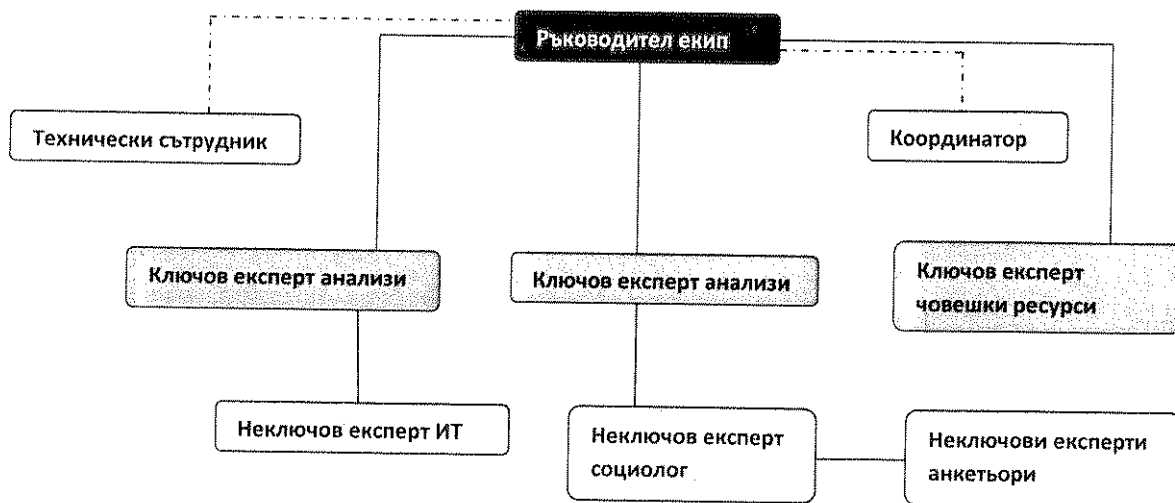 Ръководител екип
Технически сътрудник
Координатор
Ключов експерт анализи
Ключов експерт анализи
Ключов експерт
човешки ресурси
Неключов експерт ИТ
Неключов експерт
социолог
Неключови експерти
анкетьори